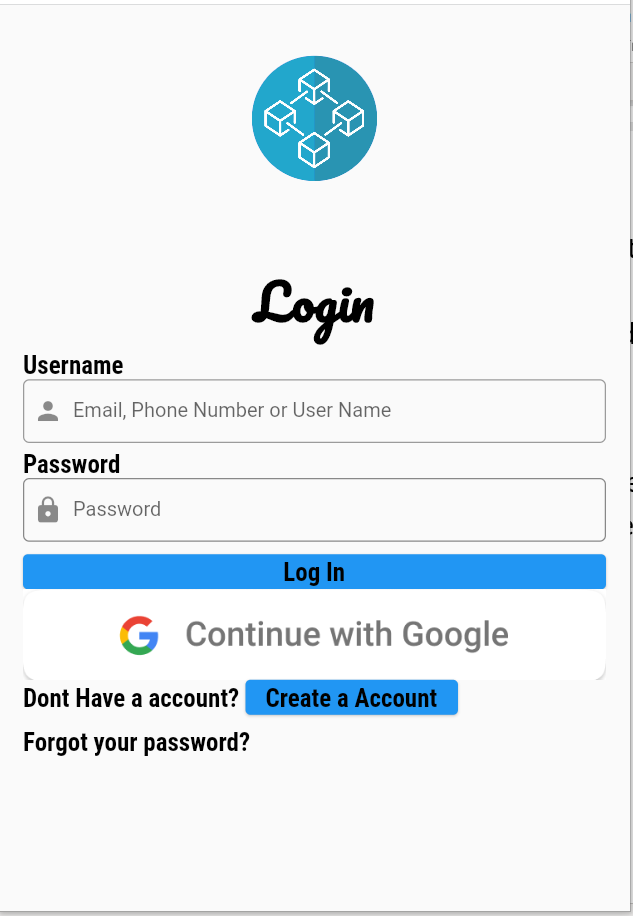 Login
Username
Email, Phone Number or User Name
Password
Password
Log In
Continue with Google
Dont Have a account? Create a Account
Forgot your password?